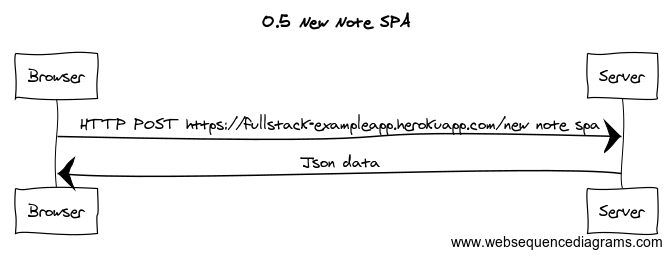 0.5 New Note SPA
Browser
Server
HTTP POST https://fullstack-exampleapp.herokuapp.com/new note spa
Json data
Browser
Server
www.websequencediagrams.com